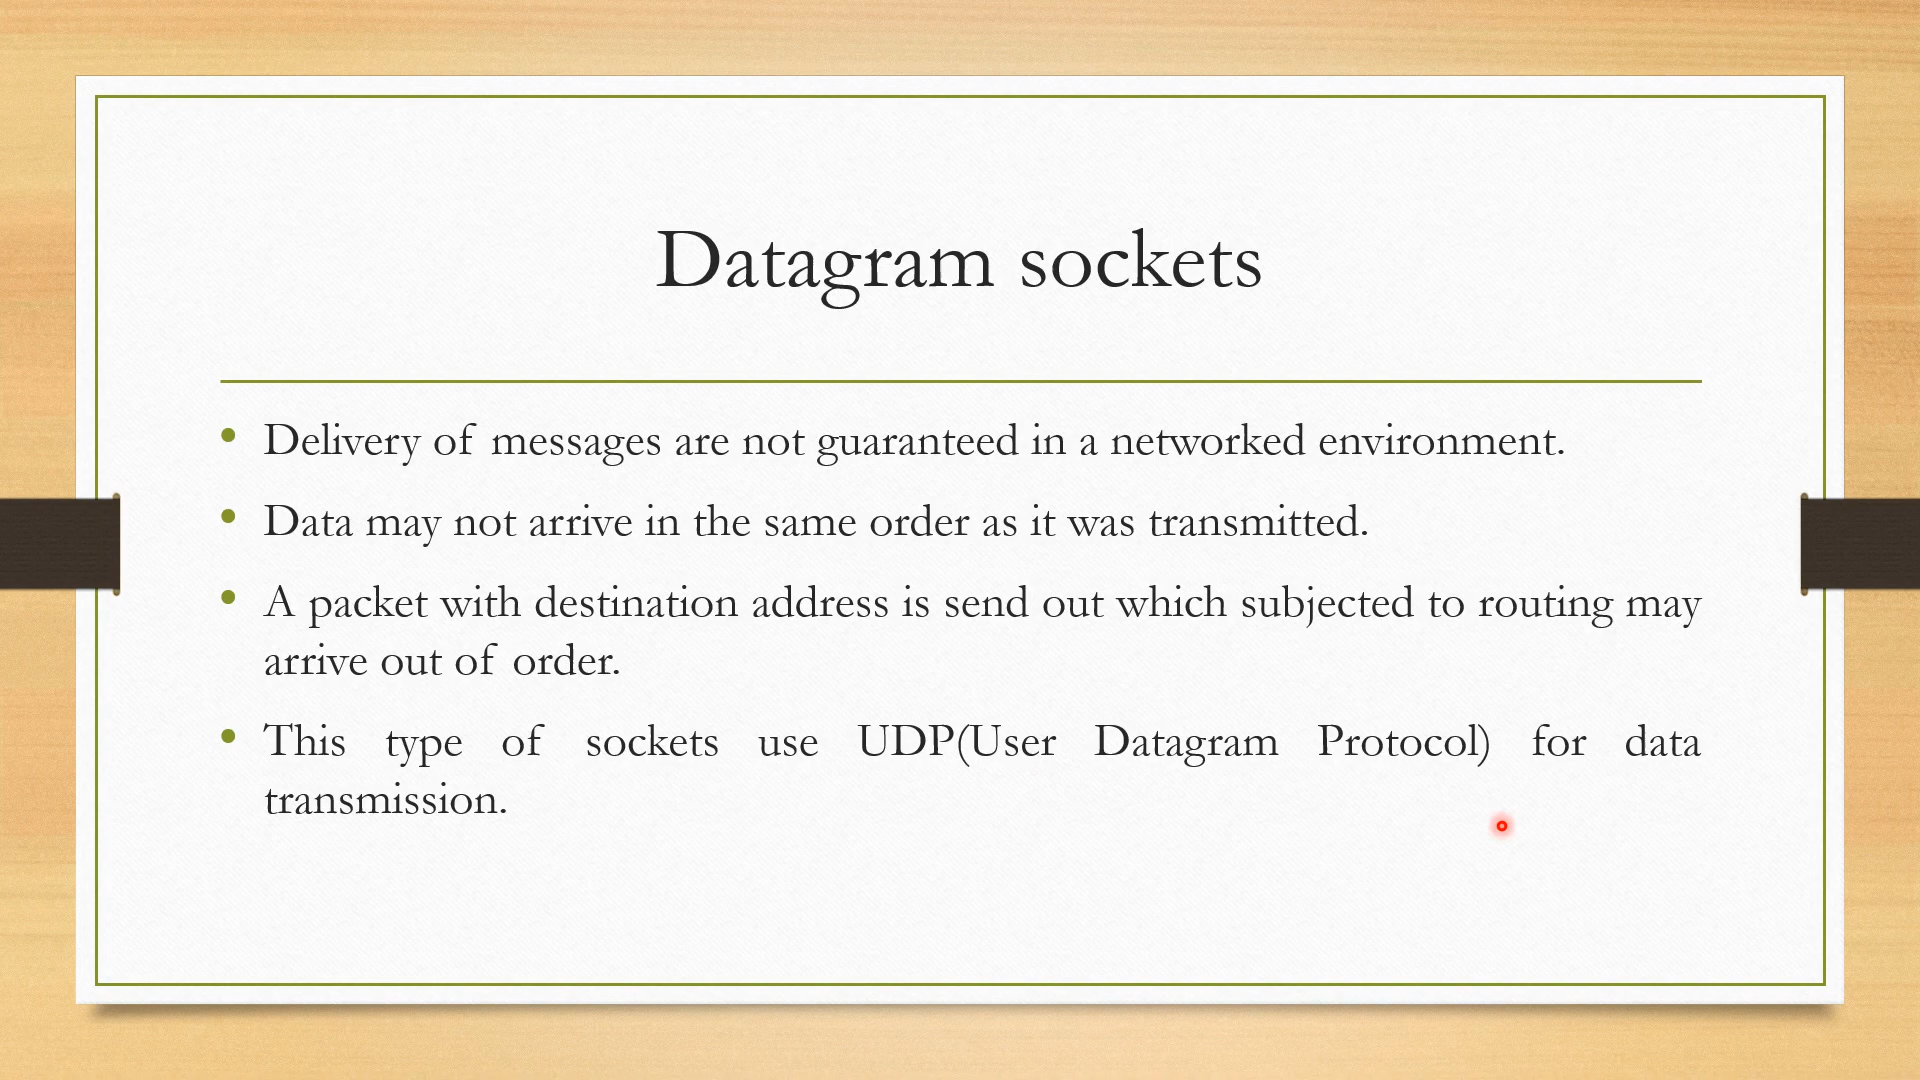 Datagram sockets
• Delivery of messages are not guaranteed in a networked environment.
• Data may not arrive in the same order as it was transmitted.
• A packet with destination address is send out which subjected to routing may
arrive out of order.
• This type of sockets use UDP(User Datagram Protocol) for data
transmission.